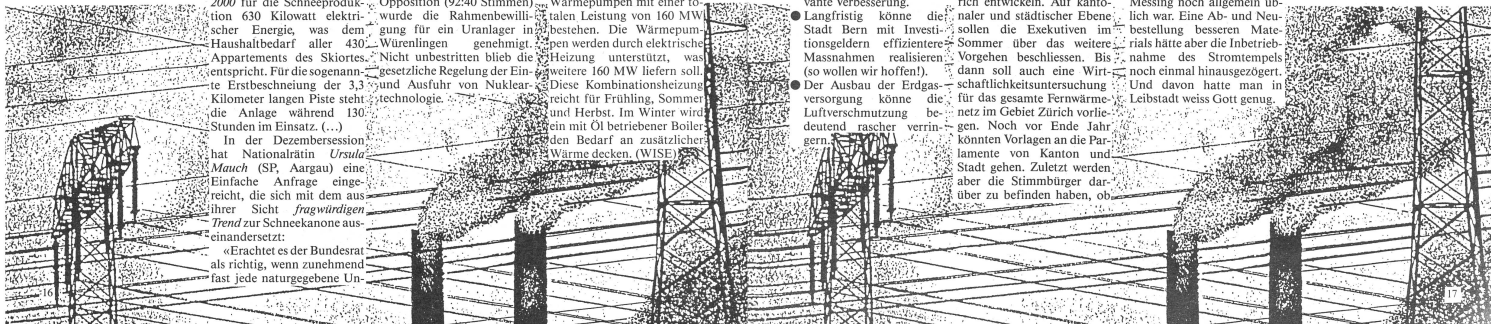 2000 für die Schneeproduk-
tion 630 Kilowatt elektri-
scher Energie, was dem
Haushaltbedarf aller 430
Appartements des Skiortes
entspricht. Für die sogenann-
te Erstbeschneiung der 3,3
Kilometer langen Piste steht
die Anlage während 130
Stunden im Einsatz. (...)
In der Dezembersession
hat Nationalrätin Ursula
Mauch (SP, Aargau) eine
Einfache Anfrage einge-
reicht, die sich mit dem aus
ihrer Sicht fragwürdigen
Trend zur Schneekanone aus-
einandersetzt:
«Erachtet es der Bundesrat
als richtig, wenn zunehmend
fast jede naturgegebene Un-
16
Opposition (92:40 Stimmen)
wurde die Rahmenbewilli-
gung für ein Uranlager in
Würenlingen genehmigt.
Nicht unbestritten blieb die
gesetzliche Regelung der Ein-
und Ausfuhr von Nuklear-
technologie.
Wärmepumpen mit einer to-
talen Leistung von 160 MW
bestehen. Die Wärmepum-
pen werden durch elektrische
Heizung unterstützt, was
weitere 160 MW liefern soll.
Diese Kombinationsheizung
reicht für Frühling, Sommer
und Herbst. Im Winter wird
ein mit Öl betriebener Boiler
den Bedarf an zusätzlicher
Wärme decken. (WISE)
vante Verbesserung.
● Langfristig könne die
Stadt Bern mit Investi-
tionsgeldern effizientere
Massnahmen realisieren
(so wollen wir hoffen!).
● Der Ausbau der Erdgas-
versorgung könne die
Luftverschmutzung be-
deutend rascher verrin-
gern.
rich entwickeln. Auf kanto-
naler und städtischer Ebene
sollen die Exekutiven im
Sommer über das weitere
Vorgehen beschliessen. Bis
dann soll auch eine Wirt-
schaftlichkeitsuntersuchung
für das gesamte Fernwärme-
netz im Gebiet Zürich vorlie-
gen. Noch vor Ende Jahr
könnten Vorlagen an die Par-
lamente von Kanton und
Stadt gehen. Zuletzt werden
aber die Stimmbürger dar-
über zu befinden haben, ob
Messing noch allgemein üb-
lich war. Eine Ab- und Neu-
bestellung besseren Mate-
rials hätte aber die Inbetrieb-
nahme des Stromtempels
noch einmal hinausgezögert.
Und davon hatte man in
Leibstadt weiss Gott genug.
17